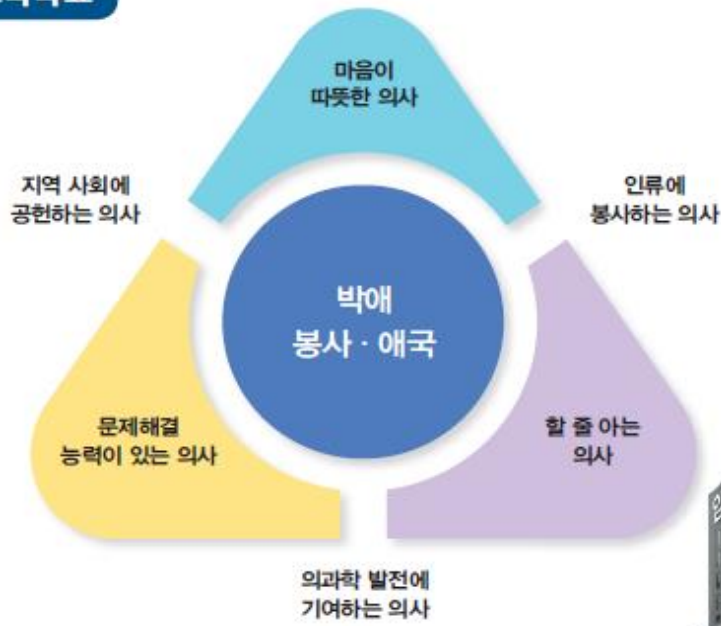 마음이
따뜻한 의사
지역 사회에
공헌하는 의사
인류에
봉사하는 의사
박애
봉사 · 애국
문제해결
능력이 있는 의사
할 줄 아는
의사
의과학 발전에
기여하는 의사